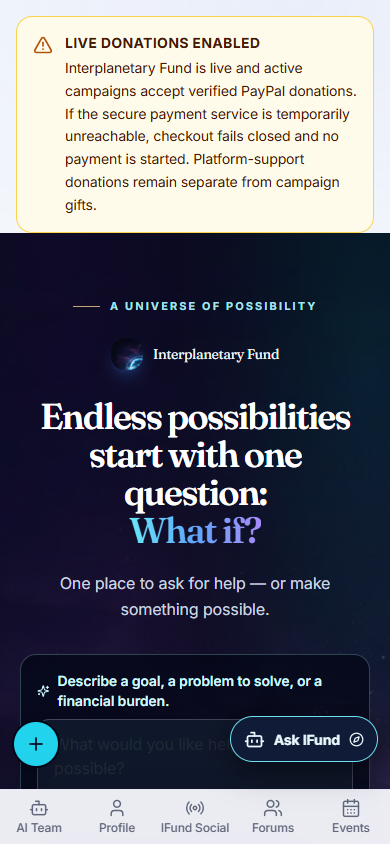 LIVE DONATIONS ENABLED
Interplanetary Fund is live and active
campaigns accept verified PayPal donations.
If the secure payment service is temporarily
unreachable, checkout fails closed and no
payment is started. Platform-support
donations remain separate from campaign
gifts.
A UNIVERSE OF POSSIBILITY
Interplanetary Fund
Endless possibilities
start with one
question:
What if?
One place to ask for help — or make
something possible.
Describe a goal, a problem to solve, or a
financial burden.
What would you like
possible?
Ask IFund
AI Team
Profile
IFund Social
Forums
Events